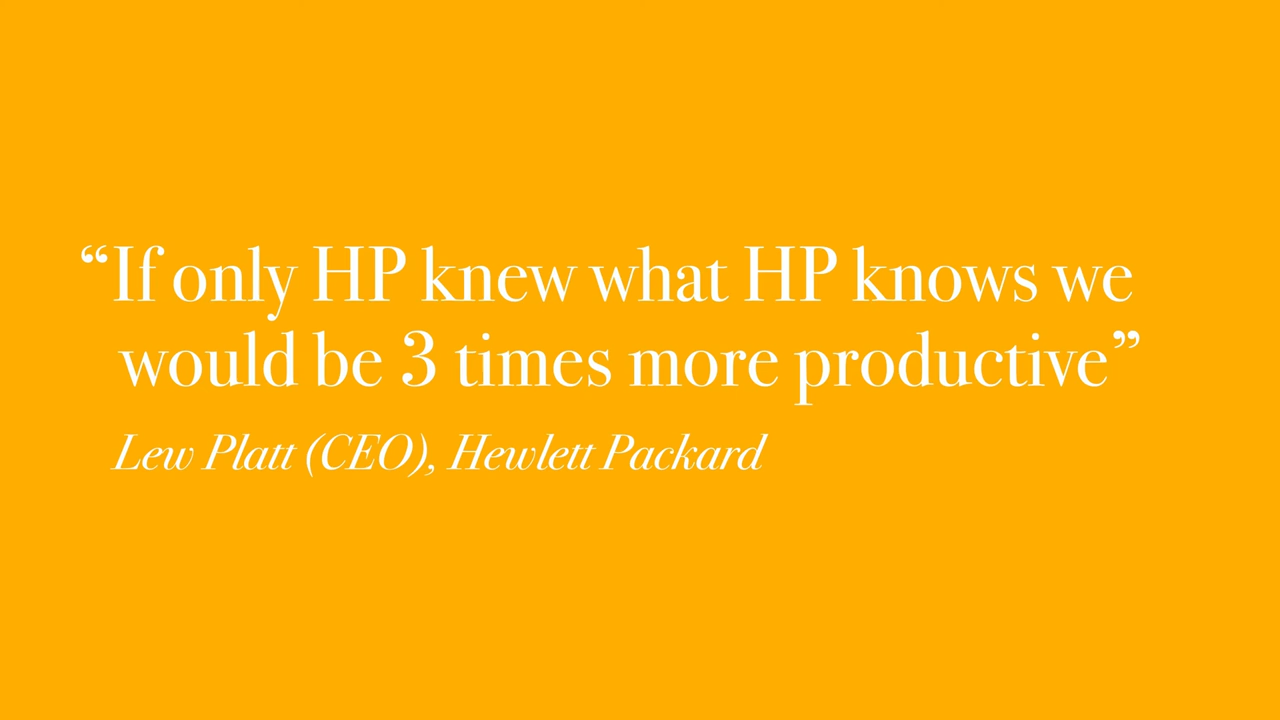 “If only HP knew what HP knows we
would be 3 times more productive”
Lew Platt (CEO), Hewlett Packard